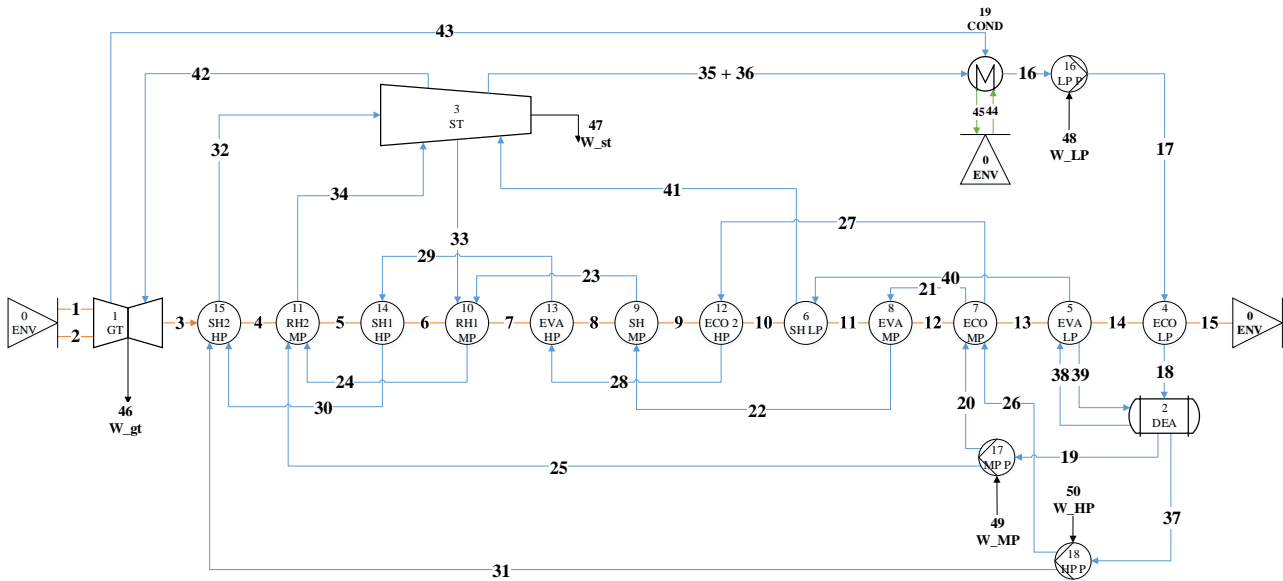 43
19
COND
42
35 + 36
16
16
LP P
45
44
3
ST
47
W_st
48
W_LP
0
ENV
17
32
34
41
33
27
29
23
40
21
0
ENV
1
2
1
GT
3
15
SH2
HP
4
11
RH2
MP
5
14
SH1
HP
6
10
RH1
MP
7
13
EVA
HP
8
9
SH
MP
9
12
ECO 2
HP
10
6
SH LP
11
8
EVA
MP
12
7
ECO
MP
13
5
EVA
LP
14
4
ECO
LP
15
0
ENV
24
28
38
39
18
30
22
20
26
2
DEA
46
W_gt
25
17
MP P
19
49
W_MP
50
W_HP
37
31
18
HP P